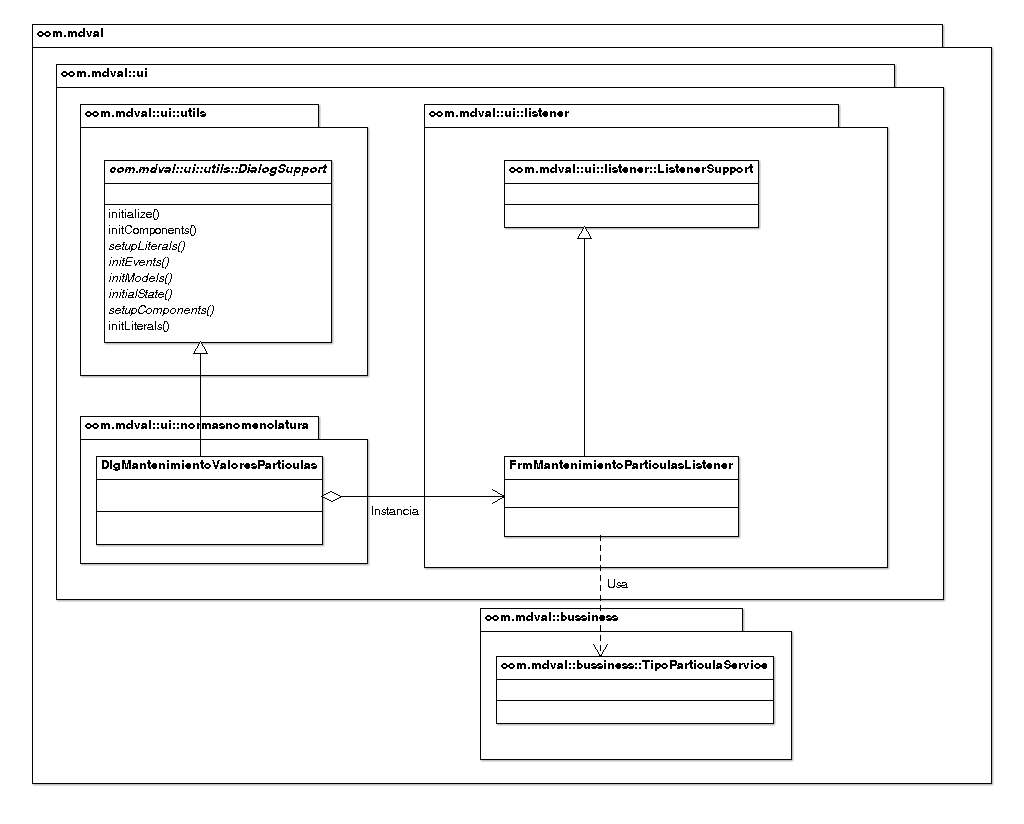 com.mdval
com.mdval::ui
com.mdval::ui::utils
com.mdval::ui::listener
com.mdval::ui::utils::DialogSupport
initialize()
initComponents()
setupLiterals()
initEvents()
initModels()
initialState()
setupComponents()
initLiterals()
com.mdval::ui::listener::ListenerSupport
com.mdval::ui::normasnomenclatura
DlgMantenimientoValoresParticulas
Instancia
FrmMantenimientoParticulasListener
Usa
com.mdval::bussiness
com.mdval::bussiness::TipoParticulaService